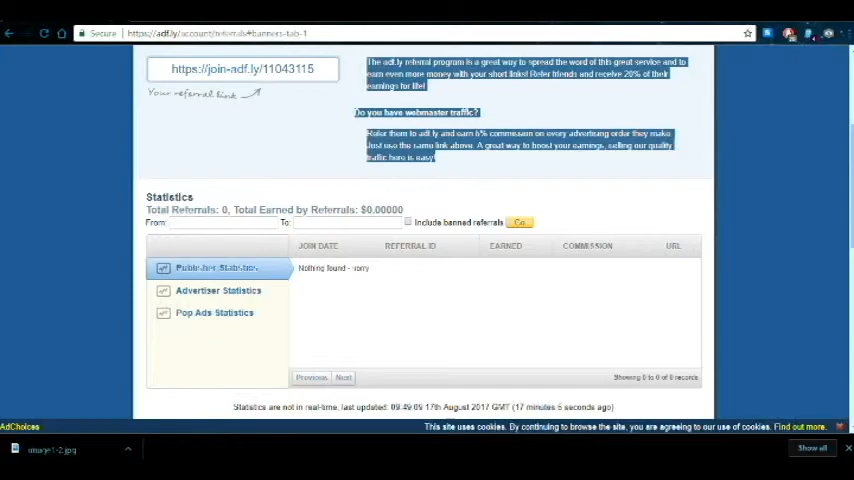 Secure https://adf.ly/account/referrals#banners-tab-1
https://join-adf.ly/11043115
Your referral link
The adf.ly referral program is a great way to spread the word of this great service and to
earn even more money with your short links! Refer friends and receive 20% of their
earnings for life!
Do you have webmaster traffic?
Refer them to adf.ly and earn 5% commission on every advertising order they make
Just use the same link above. A great way to boost your earnings, selling our quality
traffic here is easy!
Statistics
Total Referrals: 0, Total Earned by Referrals: $0.00000
From: To: Include banned referrals Go
JOIN DATE REFERRAL ID EARNED COMMISSION URL
Publisher Statistics
Nothing found - sorry
Advertiser Statistics
Pop Ads Statistics
Previous Next Showing 0 to 0 of 0 records
Statistics are not in real-time, last updated: 09:49:09 17th August 2017 GMT (17 minutes 5 seconds ago)
AdChoices
This site uses cookies. By continuing to browse the site, you are agreeing to our use of cookies. Find out more.
image1-2.jpg
Show all